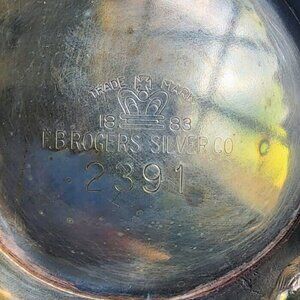 TRADE MARK
18 83
F.B.ROGERS SILVER CO
2391